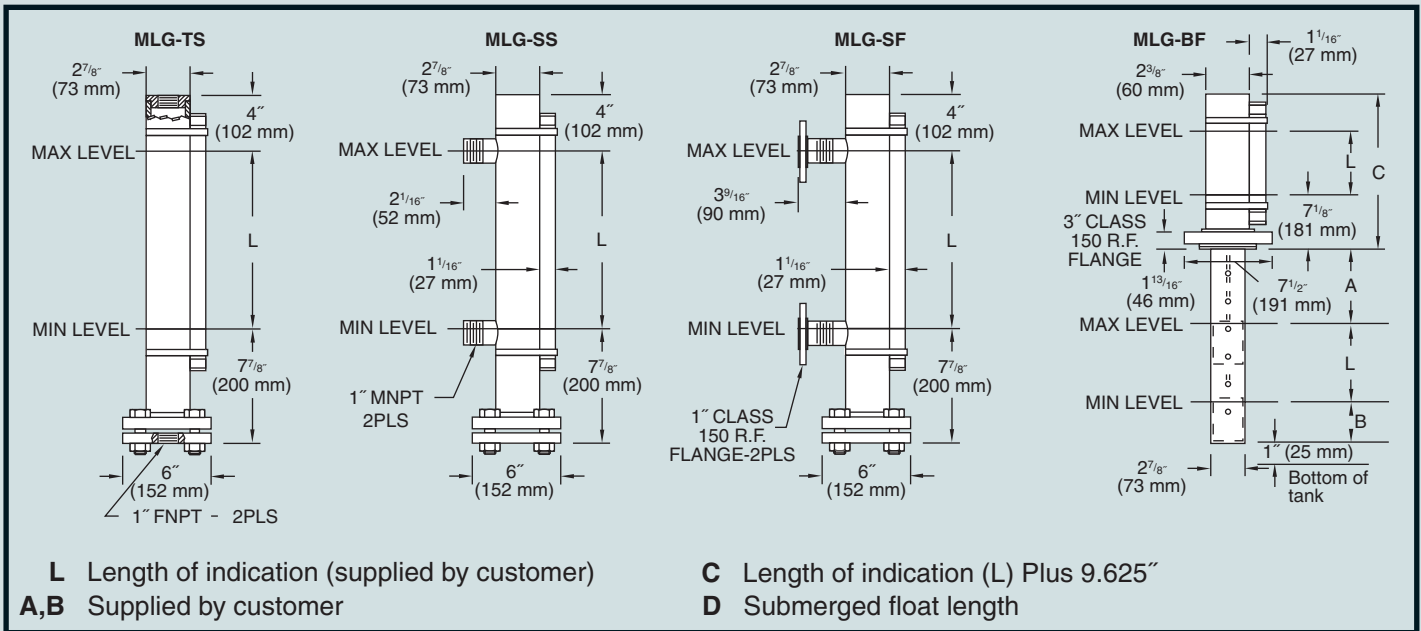 MLG-TS
2 7/8″
(73 mm)
4″
(102 mm)
MAX LEVEL
L
MIN LEVEL
7 7/8″
(200 mm)
6″
(152 mm)
1″ FNPT - 2PLS
MLG-SS
2 7/8″
(73 mm)
4″
(102 mm)
MAX LEVEL
2 1/16″
(52 mm)
L
1 1/16″
(27 mm)
MIN LEVEL
7 7/8″
(200 mm)
1″ MNPT
2PLS
6″
(152 mm)
MLG-SF
2 7/8″
(73 mm)
4″
(102 mm)
MAX LEVEL
3 9/16″
(90 mm)
L
1 1/16″
(27 mm)
MIN LEVEL
7 7/8″
(200 mm)
1″ CLASS
150 R.F.
FLANGE-2PLS
6″
(152 mm)
MLG-BF
1 1/16″
(27 mm)
2 3/8″
(60 mm)
MAX LEVEL
L
C
MIN LEVEL
3″ CLASS
150 R.F.
FLANGE
7 1/8″
(181 mm)
1 13/16″
(46 mm)
7 1/2″
(191 mm)
A
MAX LEVEL
L
MIN LEVEL
B
1″ (25 mm)
2 7/8″
(73 mm)
Bottom of
tank
L Length of indication (supplied by customer)
A,B Supplied by customer
C Length of indication (L) Plus 9.625″
D Submerged float length